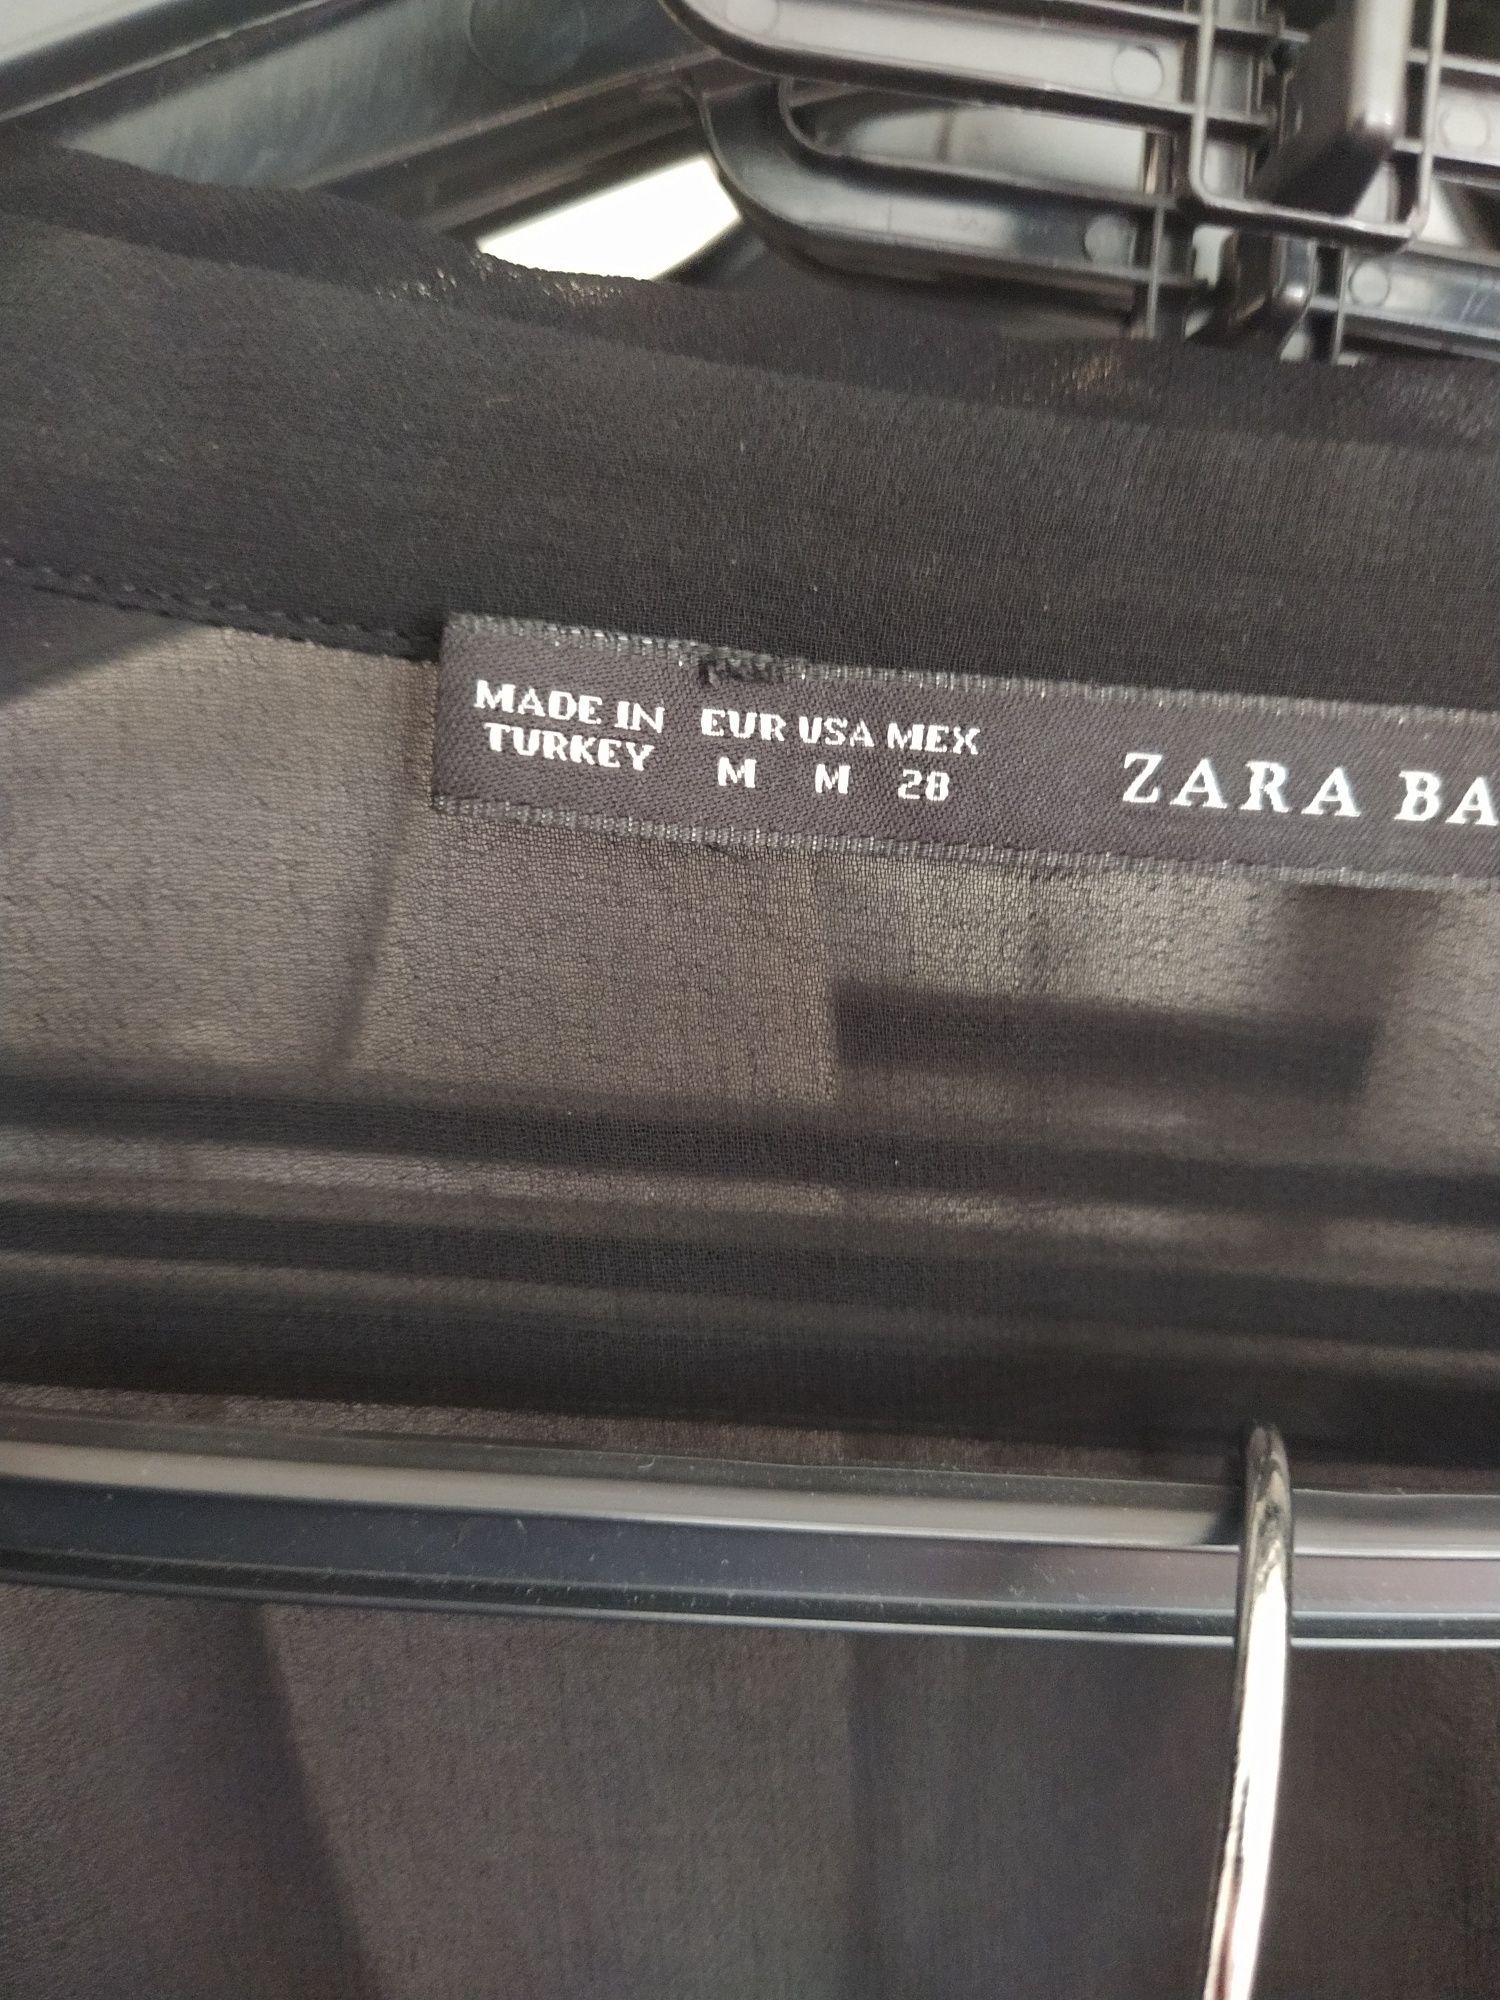 MADE IN
TURKEY
EUR USA MEX
M M 28
ZARA BA